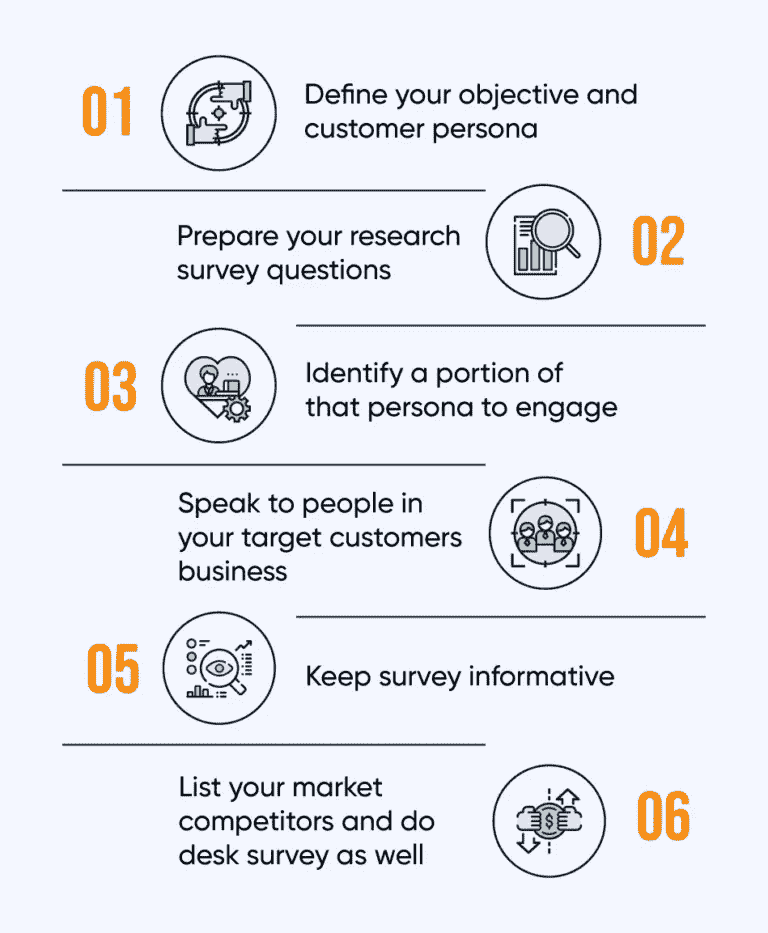 01
Define your objective and
customer persona
Prepare your research
survey questions
02
03
Identify a portion of
that persona to engage
Speak to people in
your target customers
business
04
05
Keep survey informative
List your market
competitors and do
desk survey as well
$
06